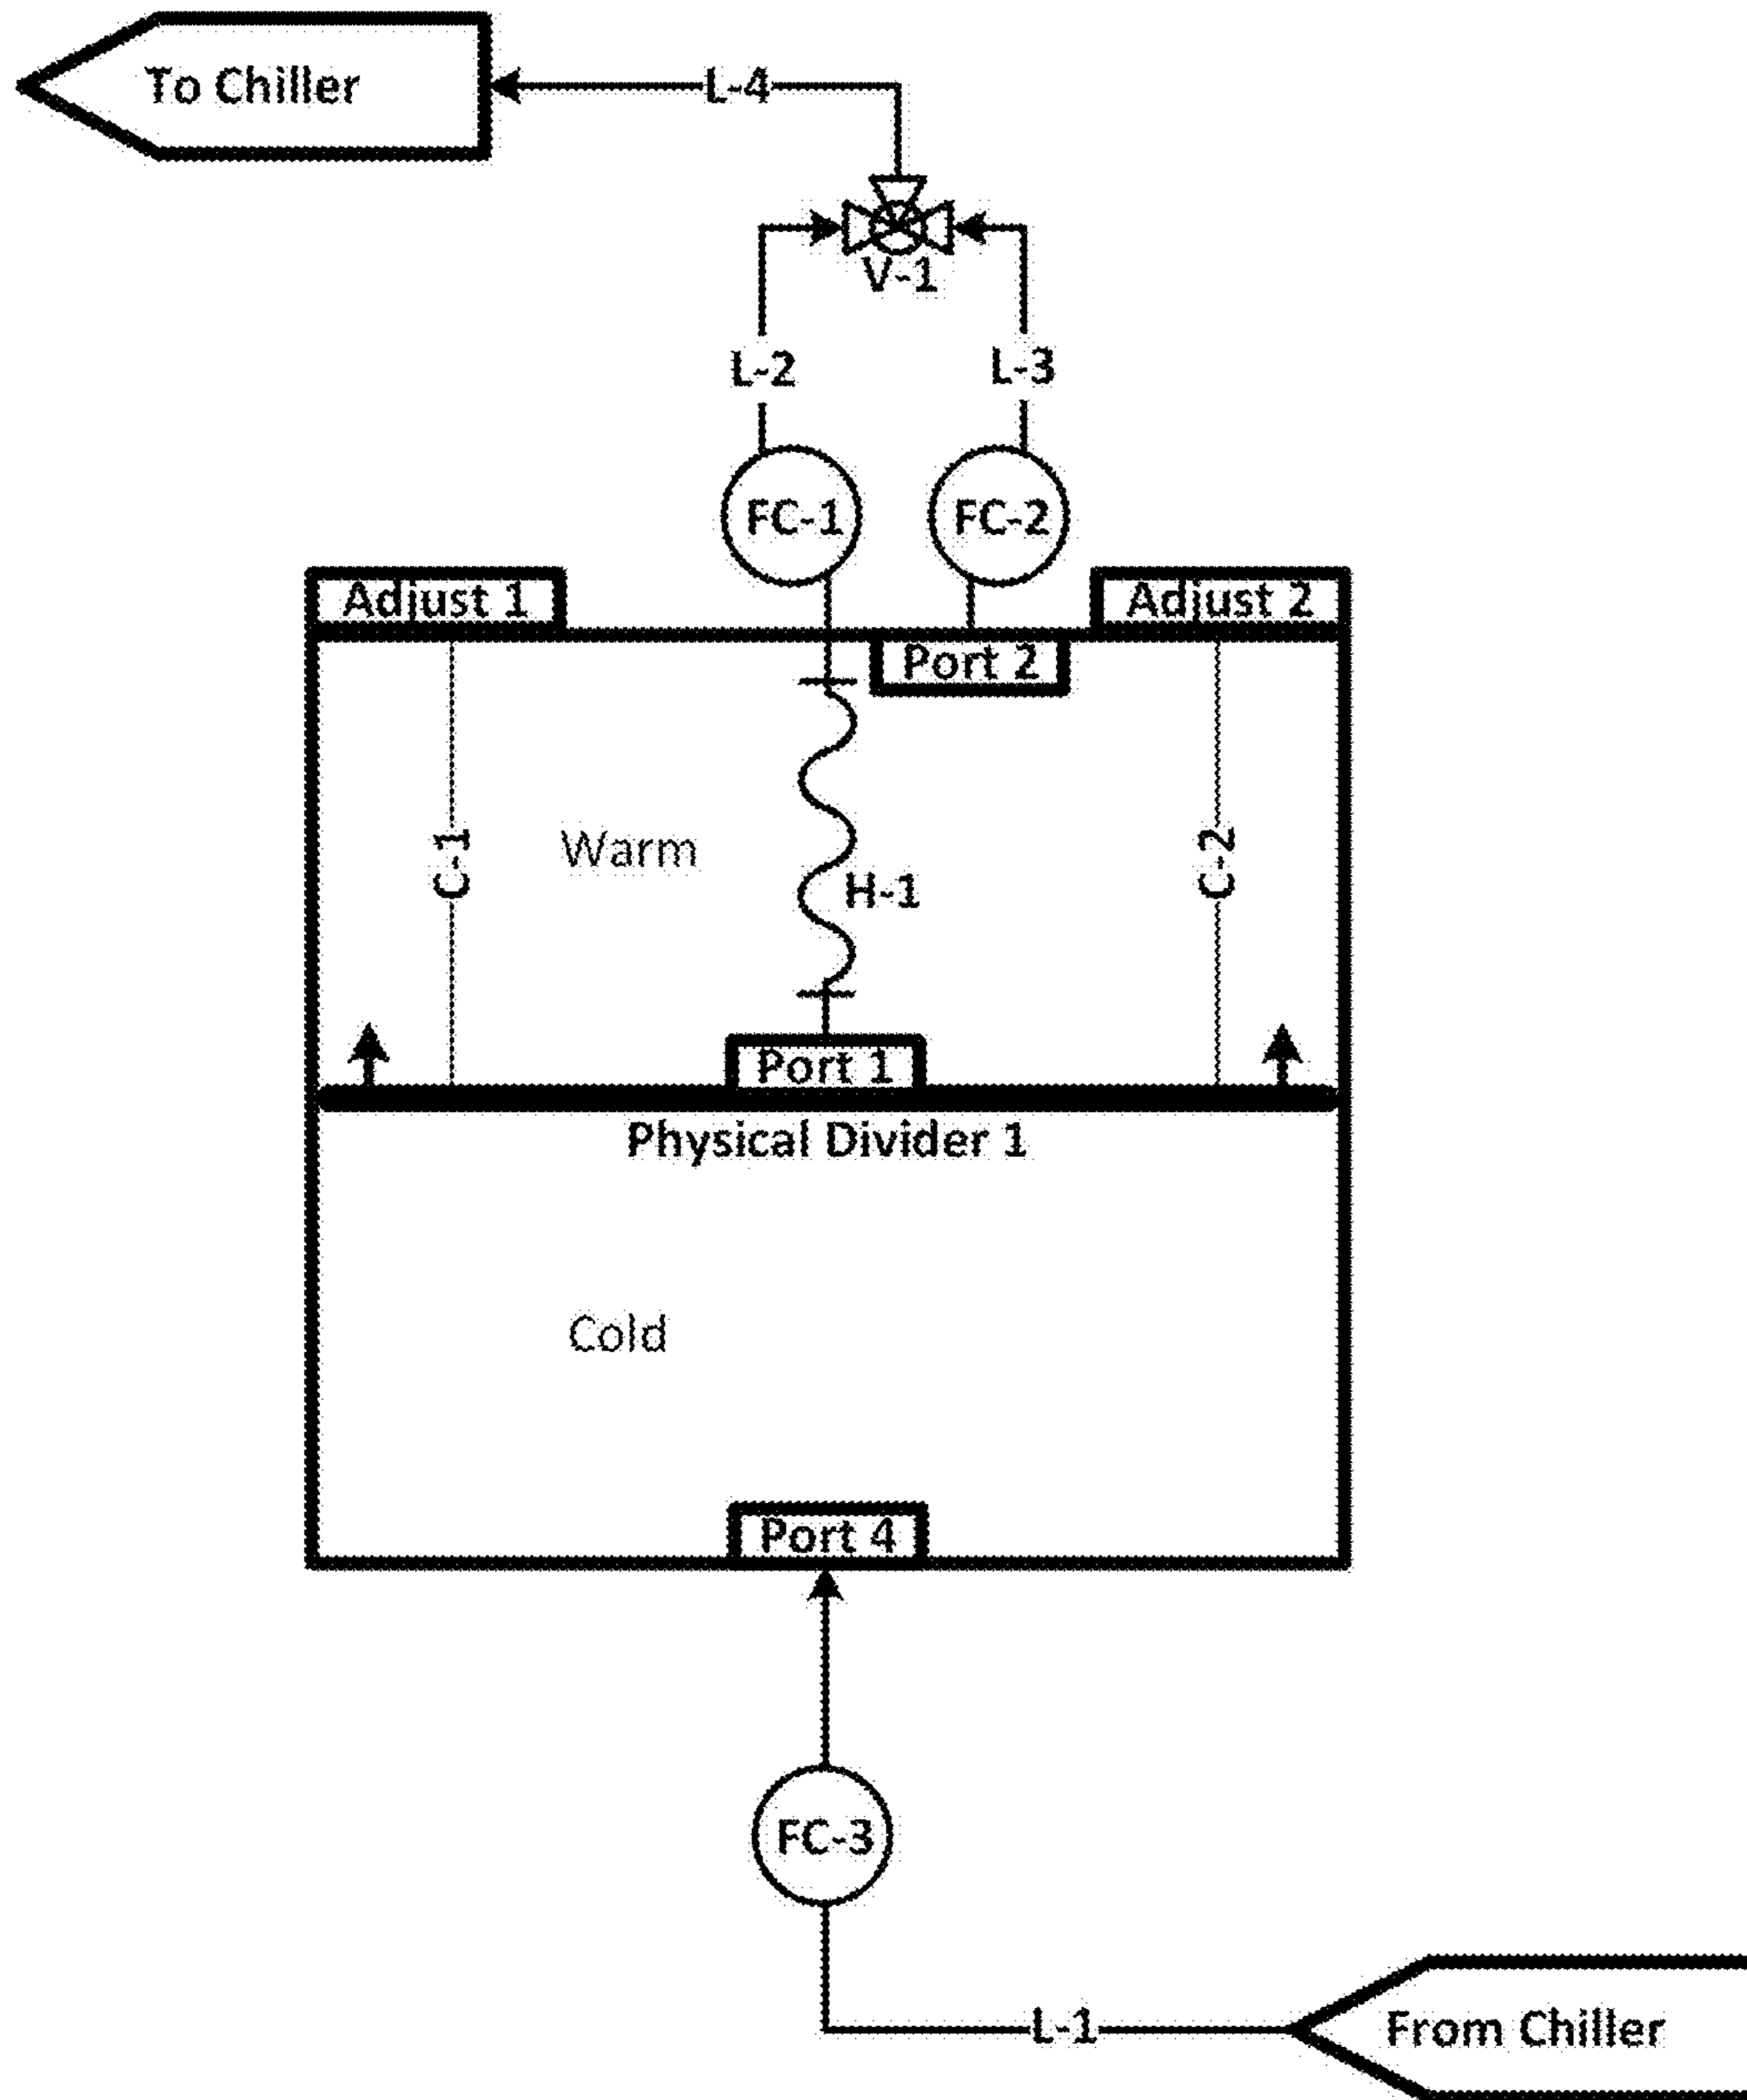 To Chiller
L-4
V-1
L-2
L-3
FC-1
FC-2
Adjust 1
Adjust 2
Port 2
Warm
C-1
C-2
H-1
Port 1
Physical Divider 1
Cold
Port 4
FC-3
L-1
From Chiller